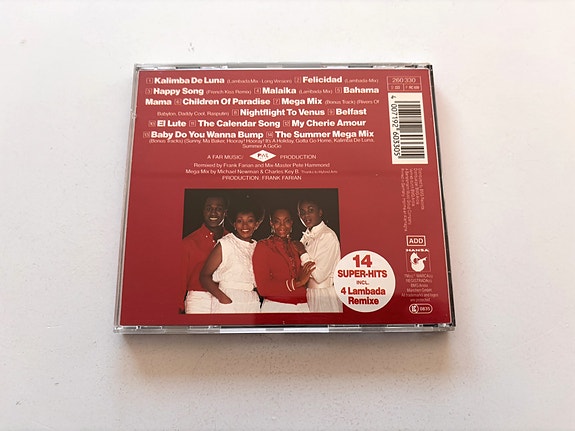 1 Kalimba De Luna (Lambada Mix - Long Version) 2 Felicidad (Lambada-Mix)
3 Happy Song (French Kiss Remix) 4 Malaika (Lambada Mix) 5 Bahama
Mama 6 Children Of Paradise 7 Mega Mix (Bonus Track) (Rivers Of
Babylon, Daddy Cool, Rasputin) 8 Nightflight To Venus 9 Belfast
10 El Lute 11 The Calendar Song 12 My Cherie Amour
13 Baby Do You Wanna Bump 14 The Summer Mega Mix
(Bonus Tracks) (Sunny, Ma Baker, Hooray! Hooray! It's A Holiday, Gotta Go Home, Kalimba De Luna,
Summer A GoGo)
A FAR MUSIC PRODUCTION
Remixed by Frank Farian and Mix-Master Pete Hammond
Mega Mix by Michael Newman & Charles Key B.
PRODUCTION: FRANK FARIAN
260 330
4 007192 603305
ADD
HANSA
14
SUPER-HITS
INCL.
4 Lambada
Remixe
0835